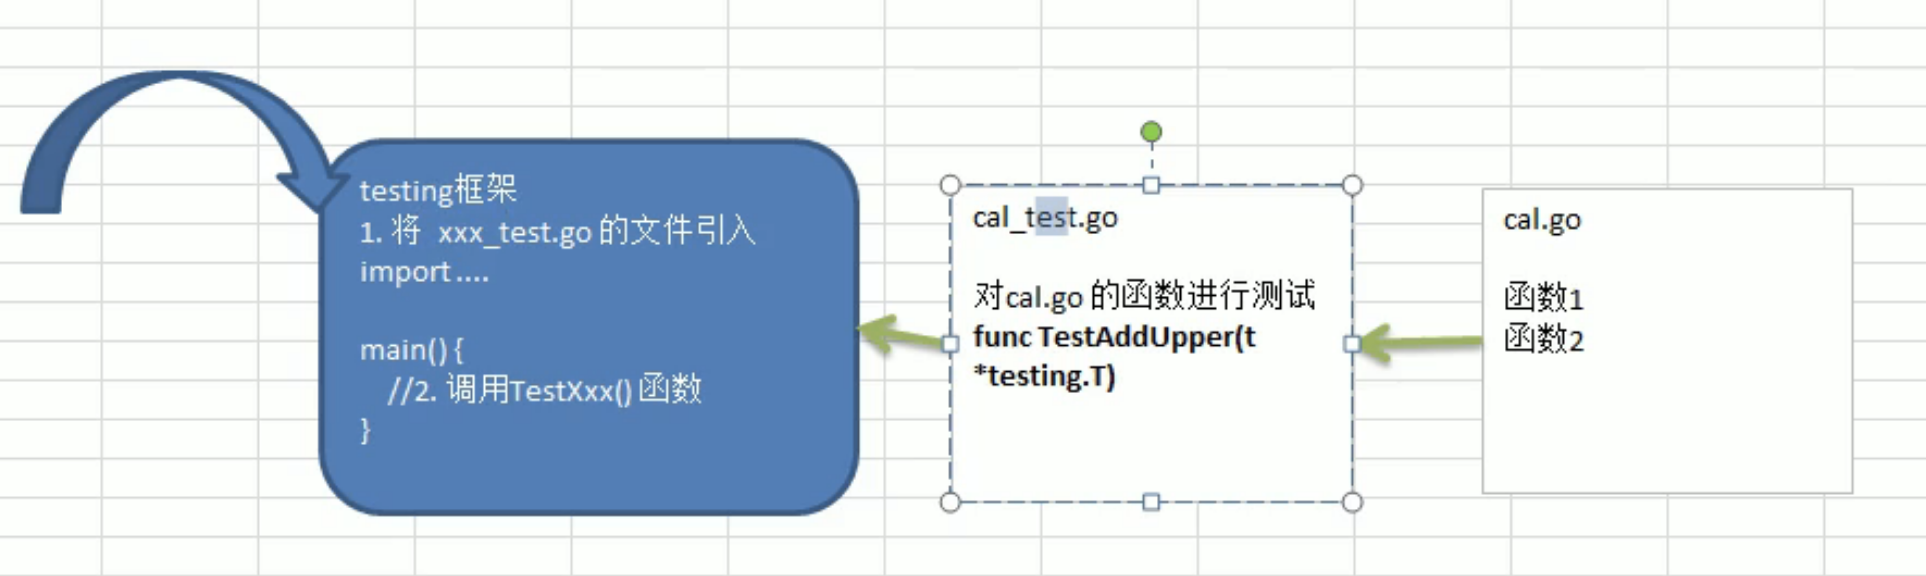 testing框架
1. 将 xxx_test.go 的文件引入
import ....
main() {
//2. 调用TestXxx() 函数
}
cal_test.go
对cal.go 的函数进行测试
func TestAddUpper(t
*testing.T)
cal.go
函数1
函数2